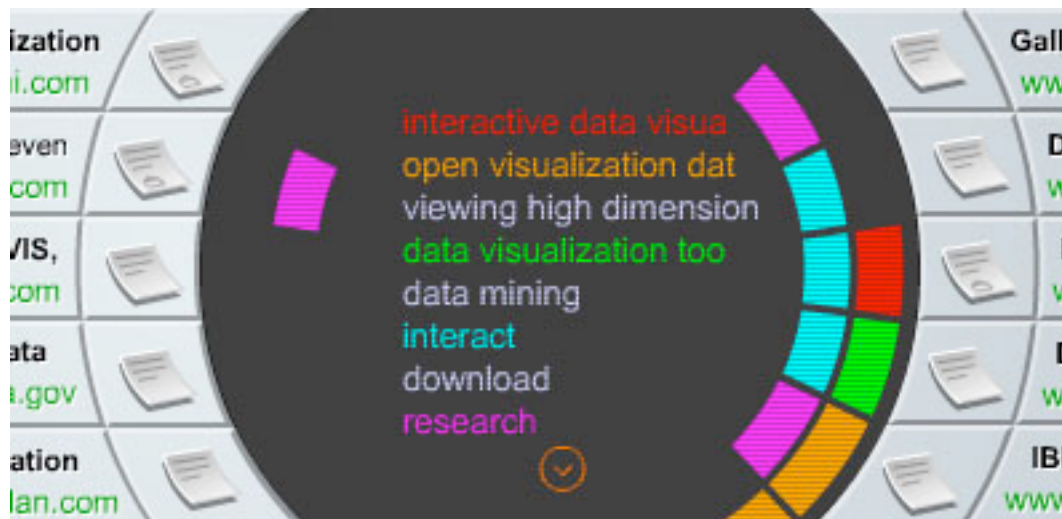 ization
i.com
even
com
VIS,
com
ata
a.gov
ation
lan.com
interactive data visua
open visualization dat
viewing high dimension
data visualization too
data mining
interact
download
research
Gall
ww
D
w
w
w
IBI
www